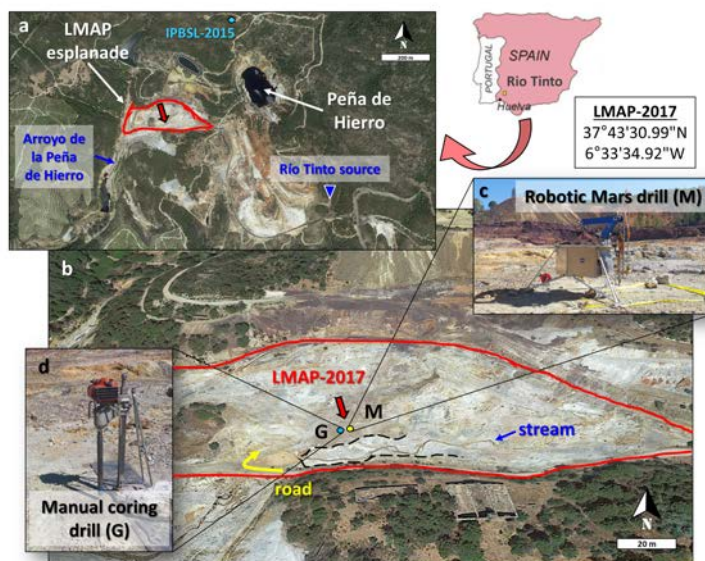 a
IPBSL-2015
LMAP
esplanade
N
200 m
Peña de
Hierro
Arroyo de
la Peña
de Hierro
Río Tinto source
PORTUGAL
SPAIN
Rio Tinto
Huelva
LMAP-2017
37°43'30.99"N
6°33'34.92"W
c
Robotic Mars drill (M)
b
d
LMAP-2017
M
G
stream
road
Manual coring
drill (G)
N
20 m